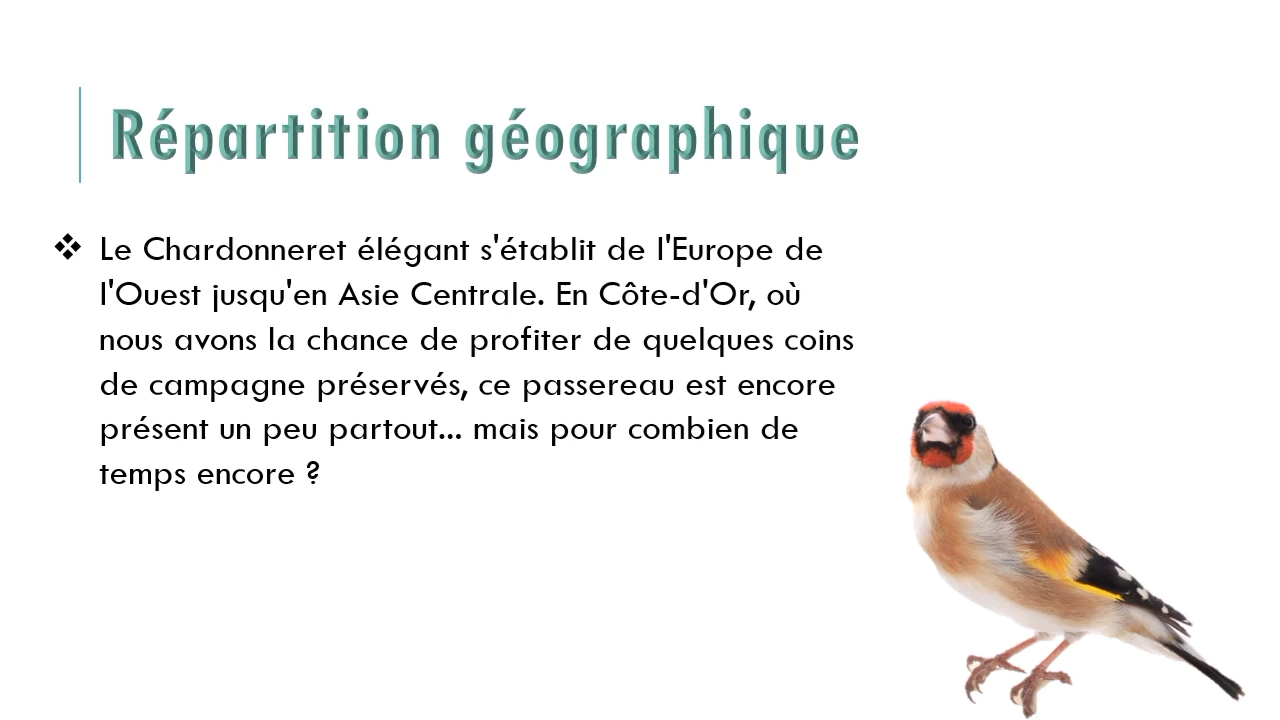 Répartition géographique
❖ Le Chardonneret élégant s'établit de l'Europe de
l'Ouest jusqu'en Asie Centrale. En Côte-d'Or, où
nous avons la chance de profiter de quelques coins
de campagne préservés, ce passereau est encore
présent un peu partout... mais pour combien de
temps encore ?